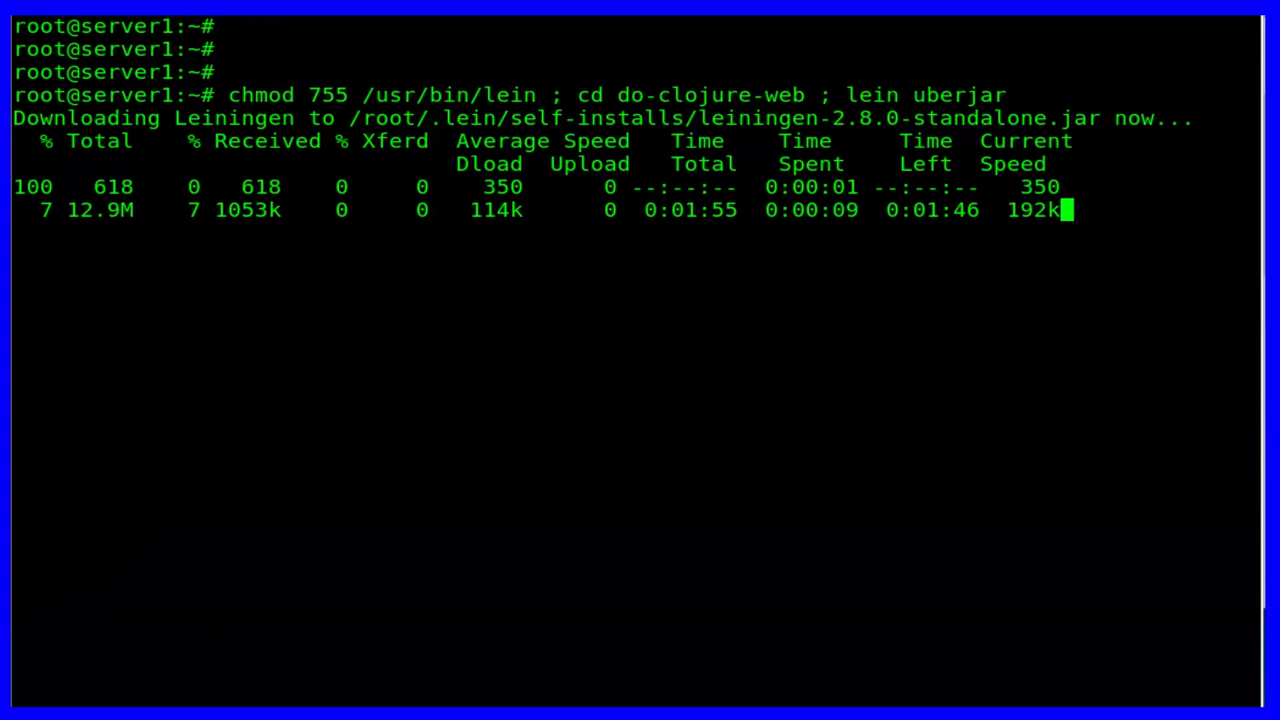 root@server1:~#
root@server1:~#
root@server1:~#
root@server1:~# chmod 755 /usr/bin/lein ; cd do-clojure-web ; lein uberjar
Downloading Leiningen to /root/.lein/self-installs/leiningen-2.8.0-standalone.jar now...
  % Total    % Received % Xferd  Average Speed   Time    Time     Time  Current
                                 Dload  Upload   Total   Spent    Left  Speed
100   618    0   618    0     0    350      0 --:--:--  0:00:01 --:--:--   350
  7 12.9M    7 1053k    0     0   114k      0  0:01:55  0:00:09  0:01:46  192k